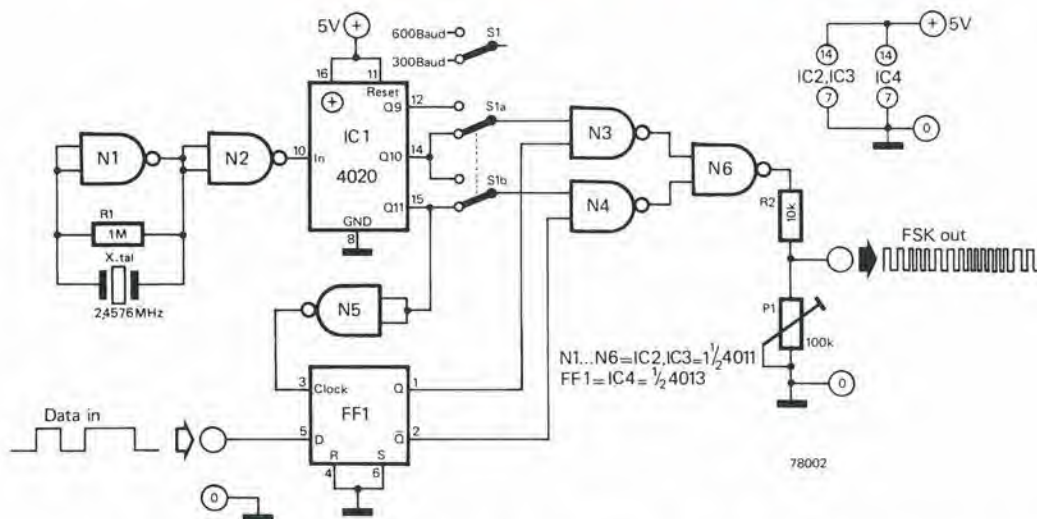 5V
+
600Baud
S1
300Baud
16
11
Reset
+
Q9
12
S1a
IC1
4020
10
In
Q10
14
Q11
15
S1b
GND
8
N1
N2
R1
1M
X.tal
2,4576MHz
N3
N4
N6
N5
R2
10k
FSK out
P1
100k
0
+
5V
14
14
IC2,IC3
IC4
7
7
0
N1...N6=IC2,IC3=1½4011
FF1=IC4=½4013
3
Clock
Q
1
FF1
Data in
5
D
Q̄
2
R
S
4
6
0
78002